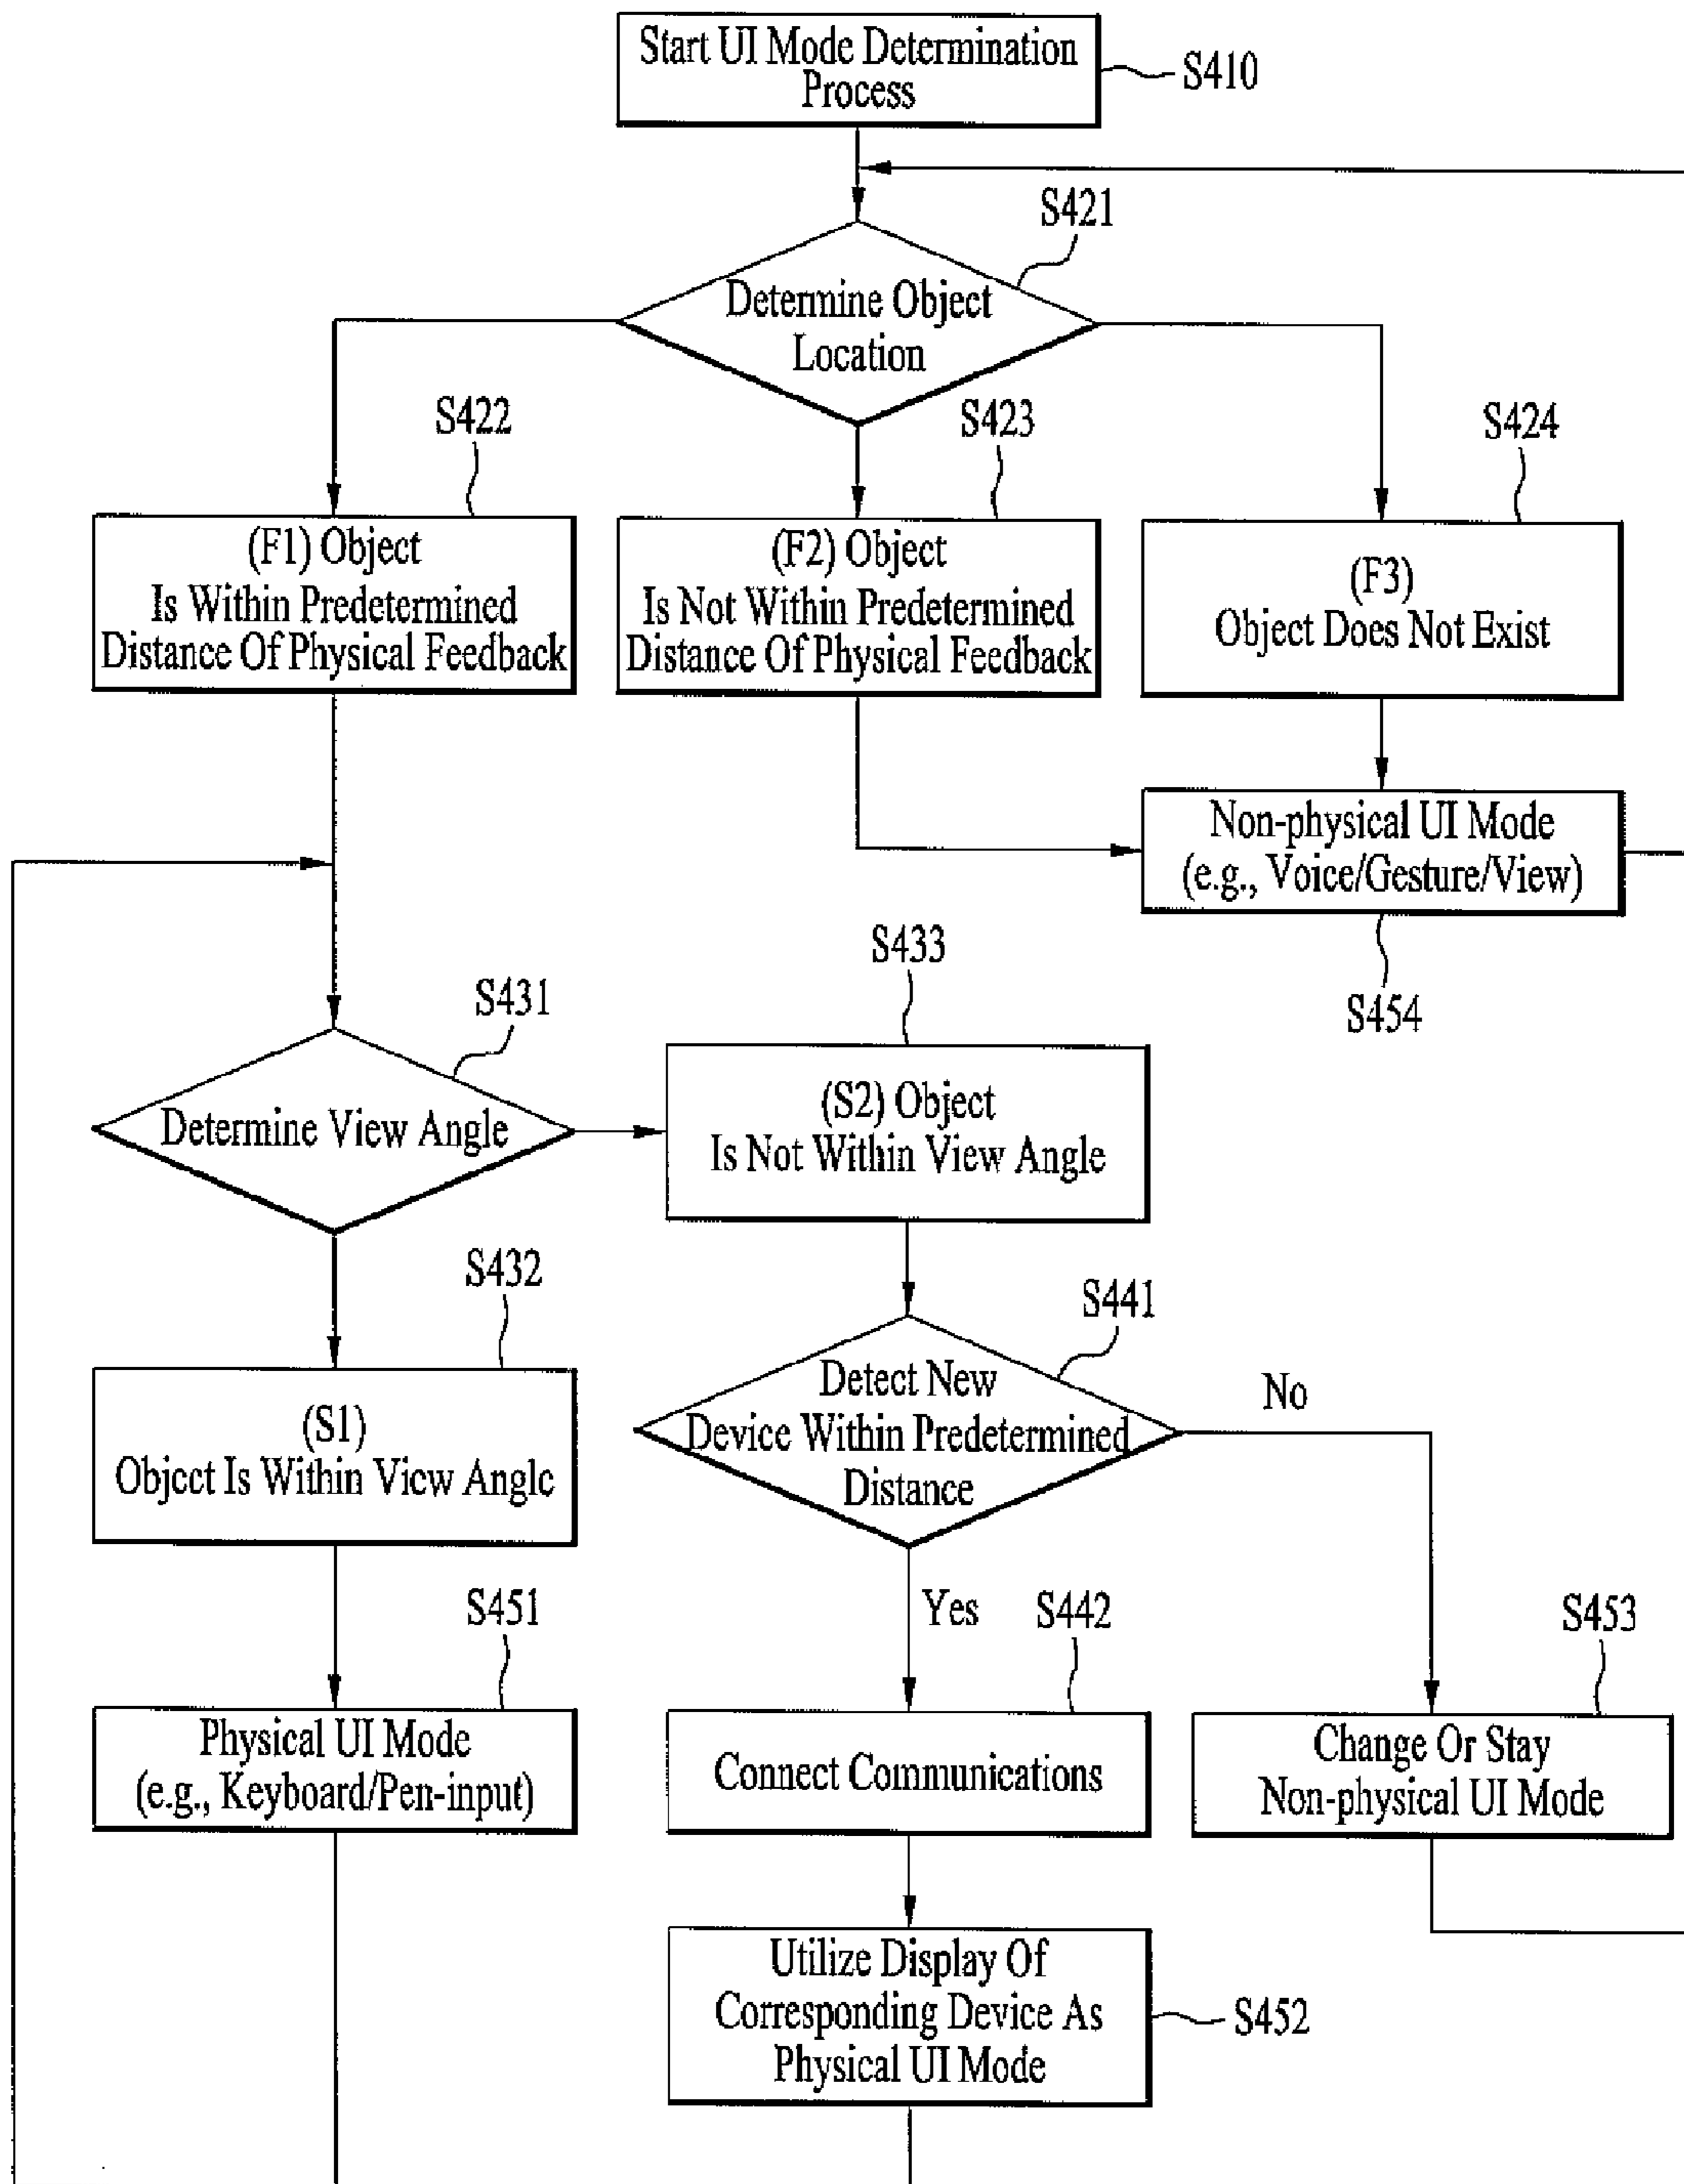 Start UI Mode Determination
Process
S410
S421
Determine Object
Location
S422
S423
S424
(F1) Object
Is Within Predetermined
Distance Of Physical Feedback
(F2) Object
Is Not Within Predetermined
Distance Of Physical Feedback
(F3)
Object Does Not Exist
Non-physical UI Mode
(e.g., Voice/Gesture/View)
S454
S433
S431
Determine View Angle
(S2) Object
Is Not Within View Angle
S432
S441
(S1)
Object Is Within View Angle
Detect New
Device Within Predetermined
Distance
No
Yes
S451
S442
S453
Physical UI Mode
(e.g., Keyboard/Pen-input)
Connect Communications
Change Or Stay
Non-physical UI Mode
Utilize Display Of
Corresponding Device As
Physical UI Mode
S452